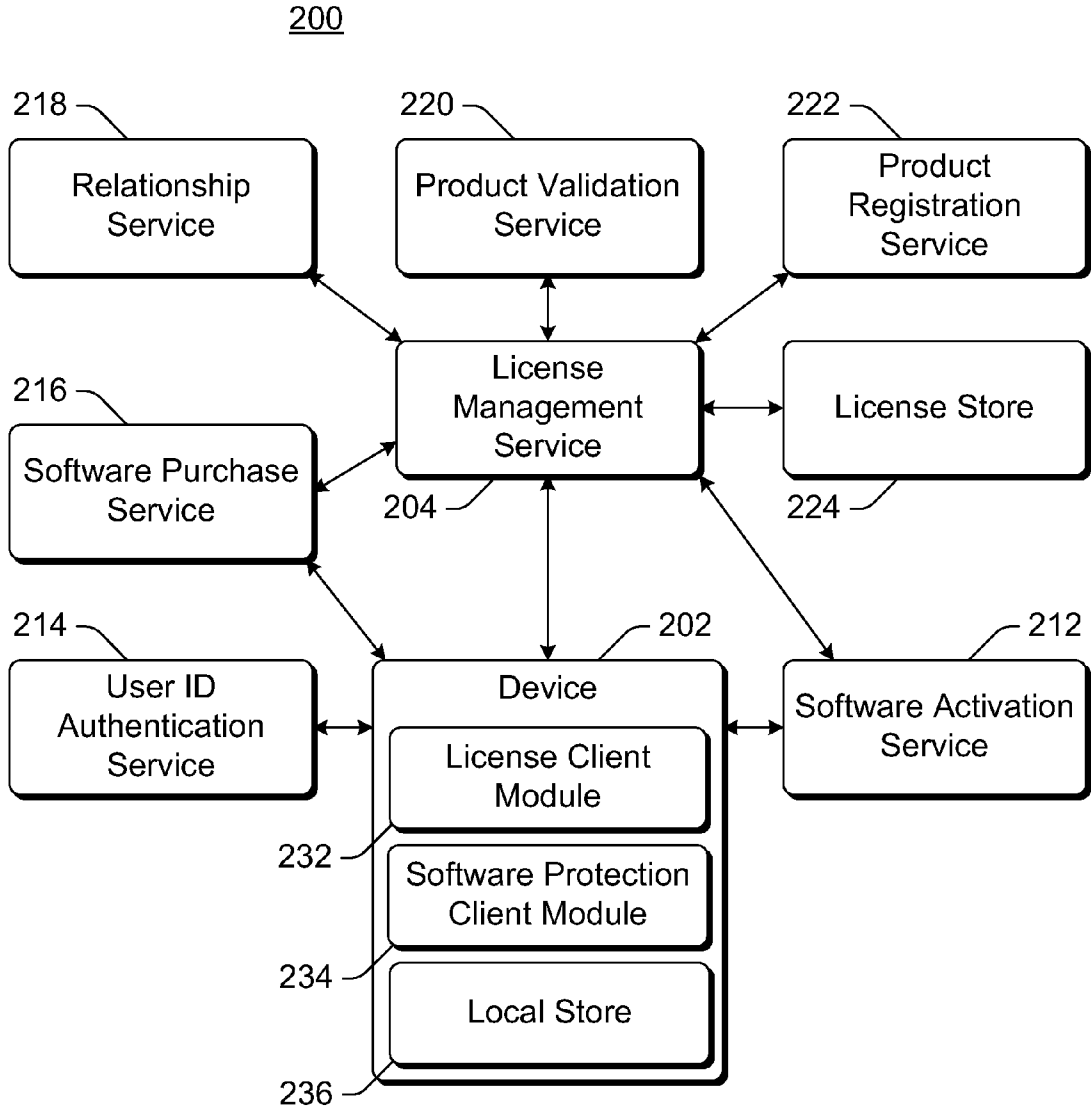 200
218
220
222
Relationship
Service
Product Validation
Service
Product
Registration
Service
216
License
Management
Service
License Store
Software Purchase
Service
204
224
214
202
212
User ID
Authentication
Service
Device
Software Activation
Service
License Client
Module
232
Software Protection
Client Module
234
Local Store
236